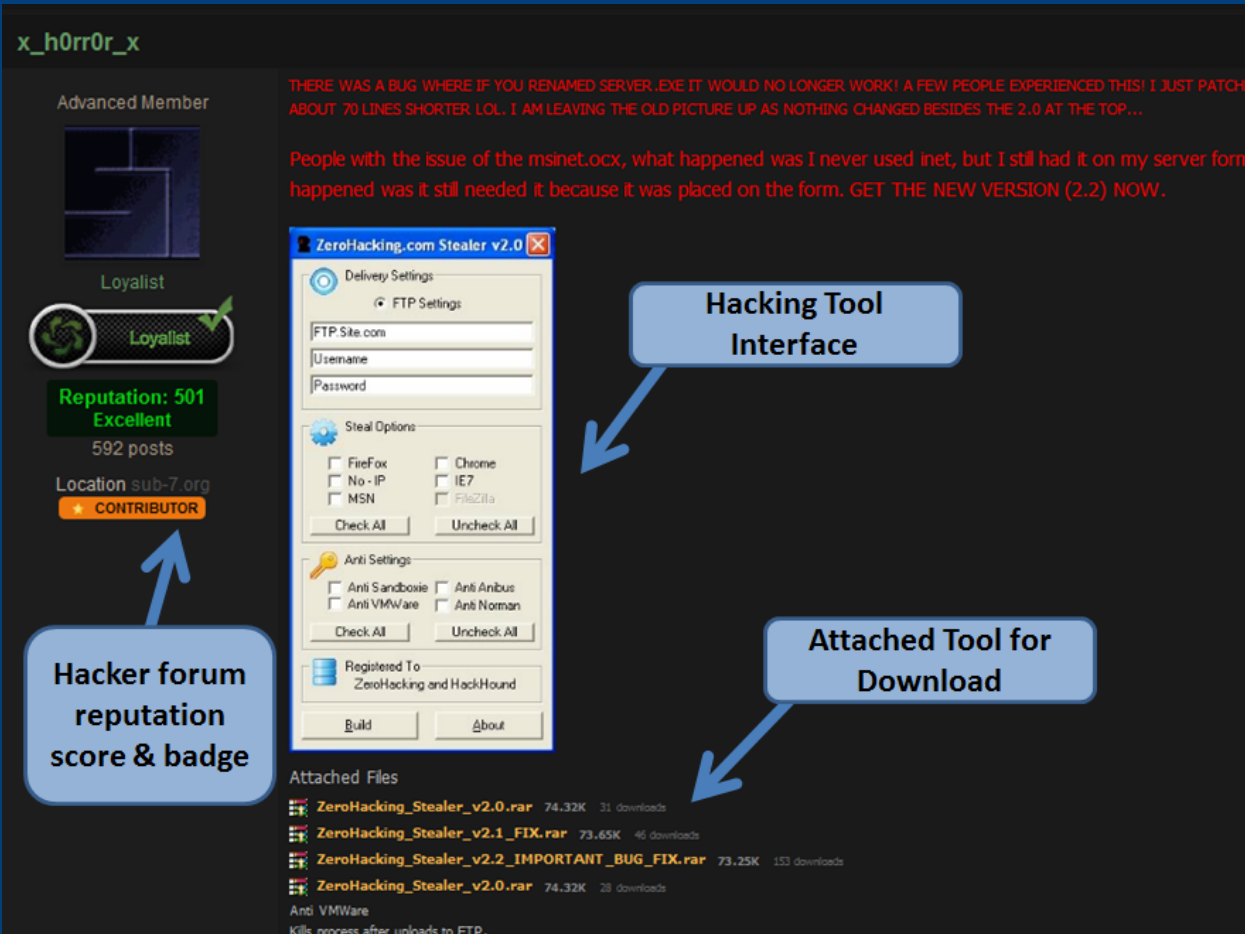 x_h0rr0r_x
Advanced Member
Loyalist
Loyalist
Reputation: 501
Excellent
592 posts
Location sub-7.org
CONTRIBUTOR
Hacker forum
reputation
score & badge
THERE WAS A BUG WHERE IF YOU RENAMED SERVER.EXE IT WOULD NO LONGER WORK! A FEW PEOPLE EXPERIENCED THIS! I JUST PATCH
ABOUT 70 LINES SHORTER LOL. I AM LEAVING THE OLD PICTURE UP AS NOTHING CHANGED BESIDES THE 2.0 AT THE TOP...
People with the issue of the msinet.ocx, what happened was I never used inet, but I still had it on my server form
happened was it still needed it because it was placed on the form. GET THE NEW VERSION (2.2) NOW.
ZeroHacking.com Stealer v2.0
Delivery Settings
FTP Settings
FTP.Site.com
Username
Password
Steal Options
FireFox Chrome
No - IP IE7
MSN FileZilla
Check All Uncheck All
Anti Settings
Anti Sandboxie Anti Anibus
Anti VMWare Anti Norman
Check All Uncheck All
Registered To
ZeroHacking and HackHound
Build About
Hacking Tool
Interface
Attached Tool for
Download
Attached Files
ZeroHacking_Stealer_v2.0.rar 74.32K 31 downloads
ZeroHacking_Stealer_v2.1_FIX.rar 73.65K 46 downloads
ZeroHacking_Stealer_v2.2_IMPORTANT_BUG_FIX.rar 73.25K 153 downloads
ZeroHacking_Stealer_v2.0.rar 74.32K 28 downloads
Anti VMWare
Kills process after uploads to FTP.